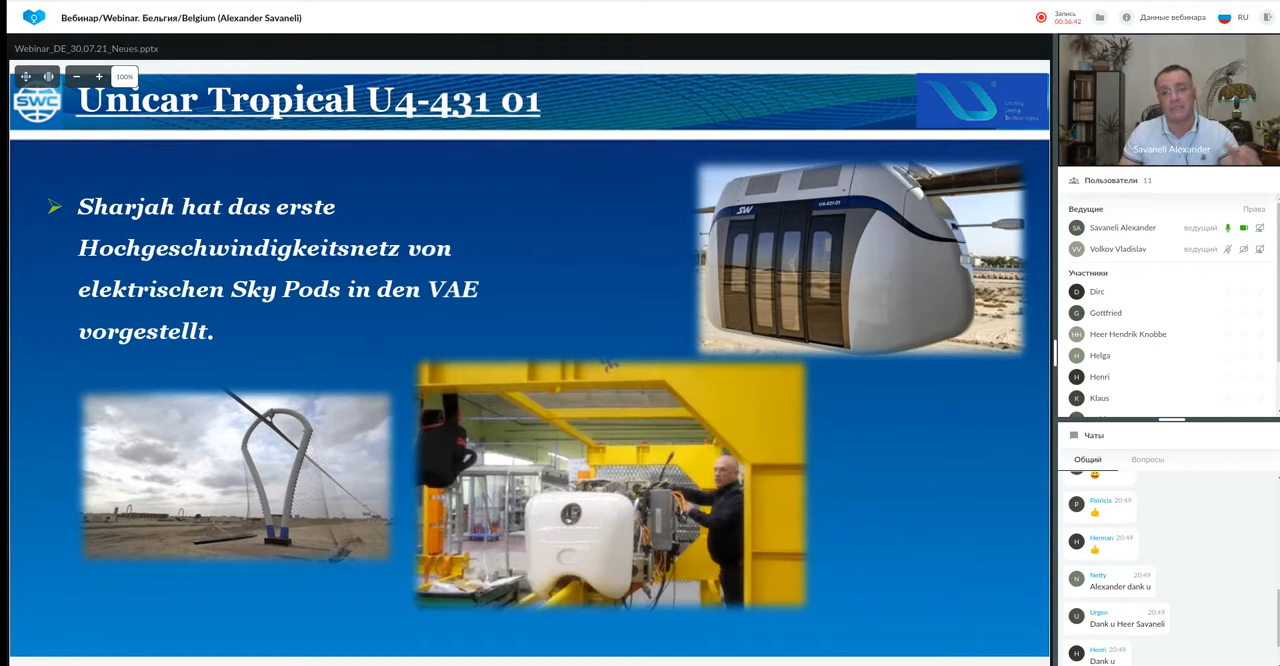 Вебинар/Webinar. Бельгия/Belgium (Alexander Savaneli)
Запись
00:36:42
Данные вебинара
RU
Webinar_DE_30.07.21_Neues.pptx
100%
SWC
Unicar Tropical U4-431 01
Sharjah hat das erste
Hochgeschwindigkeitsnetz von
elektrischen Sky Pods in den VAE
vorgestellt.
SW
U4-431-01
Savaneli Alexander
Пользователи 11
Ведущие Права
SA Savaneli Alexander ведущий
VV Volkov Vladislav ведущий
Участники
D Dirc
G Gottfried
HH Heer Hendrik Knobbe
H Helga
H Henri
K Klaus
Чаты
Общий Вопросы
P Patricia 20:49
👍
H Herman 20:49
👍
N Netty 20:49
Alexander dank u
U Urgen 20:49
Dank u Heer Savaneli
H Henri 20:49
Dank u